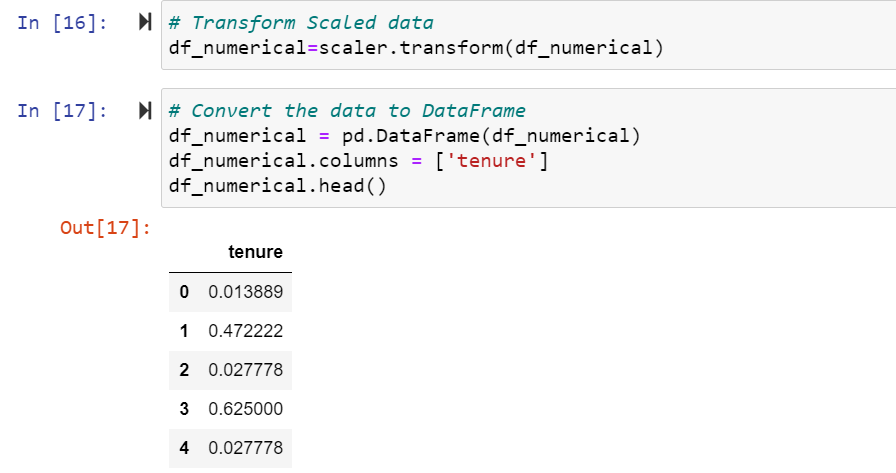 In [16]:
# Transform Scaled data
df_numerical=scaler.transform(df_numerical)
In [17]:
# Convert the data to DataFrame
df_numerical = pd.DataFrame(df_numerical)
df_numerical.columns = ['tenure']
df_numerical.head()
Out[17]:
tenure
0 0.013889
1 0.472222
2 0.027778
3 0.625000
4 0.027778